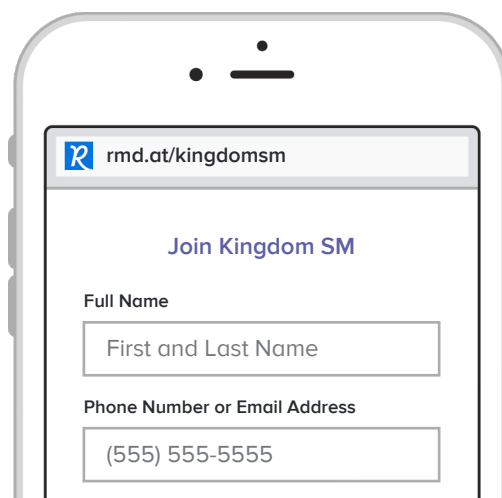 rmd.at/kingdomsm
Join Kingdom SM
Full Name
First and Last Name
Phone Number or Email Address
(555) 555-5555